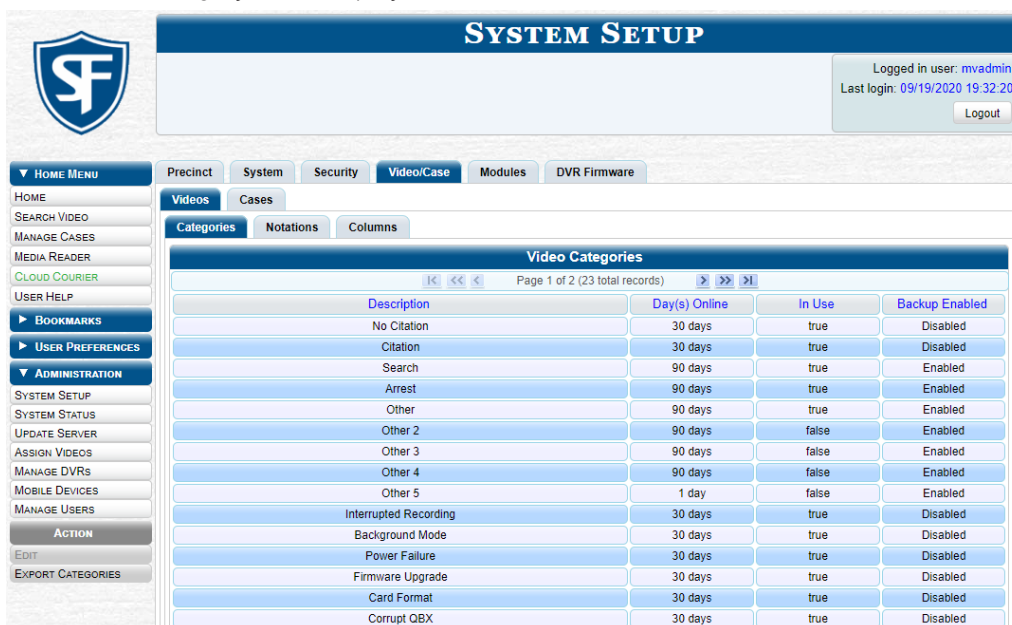 SYSTEM SETUP
SF
Logged in user: mvadmin
Last login: 09/19/2020 19:32:20
Logout
▼ HOME MENU
HOME
SEARCH VIDEO
MANAGE CASES
MEDIA READER
CLOUD COURIER
USER HELP
► BOOKMARKS
► USER PREFERENCES
▼ ADMINISTRATION
SYSTEM SETUP
SYSTEM STATUS
UPDATE SERVER
ASSIGN VIDEOS
MANAGE DVRS
MOBILE DEVICES
MANAGE USERS
ACTION
EDIT
EXPORT CATEGORIES
Precinct System Security Video/Case Modules DVR Firmware
Videos Cases
Categories Notations Columns
Video Categories
|< << < Page 1 of 2 (23 total records) > >> >|
Description Day(s) Online In Use Backup Enabled
No Citation 30 days true Disabled
Citation 30 days true Disabled
Search 90 days true Enabled
Arrest 90 days true Enabled
Other 90 days true Enabled
Other 2 90 days false Enabled
Other 3 90 days false Enabled
Other 4 90 days false Enabled
Other 5 1 day false Enabled
Interrupted Recording 30 days true Disabled
Background Mode 30 days true Disabled
Power Failure 30 days true Disabled
Firmware Upgrade 30 days true Disabled
Card Format 30 days true Disabled
Corrupt QBX 30 days true Disabled